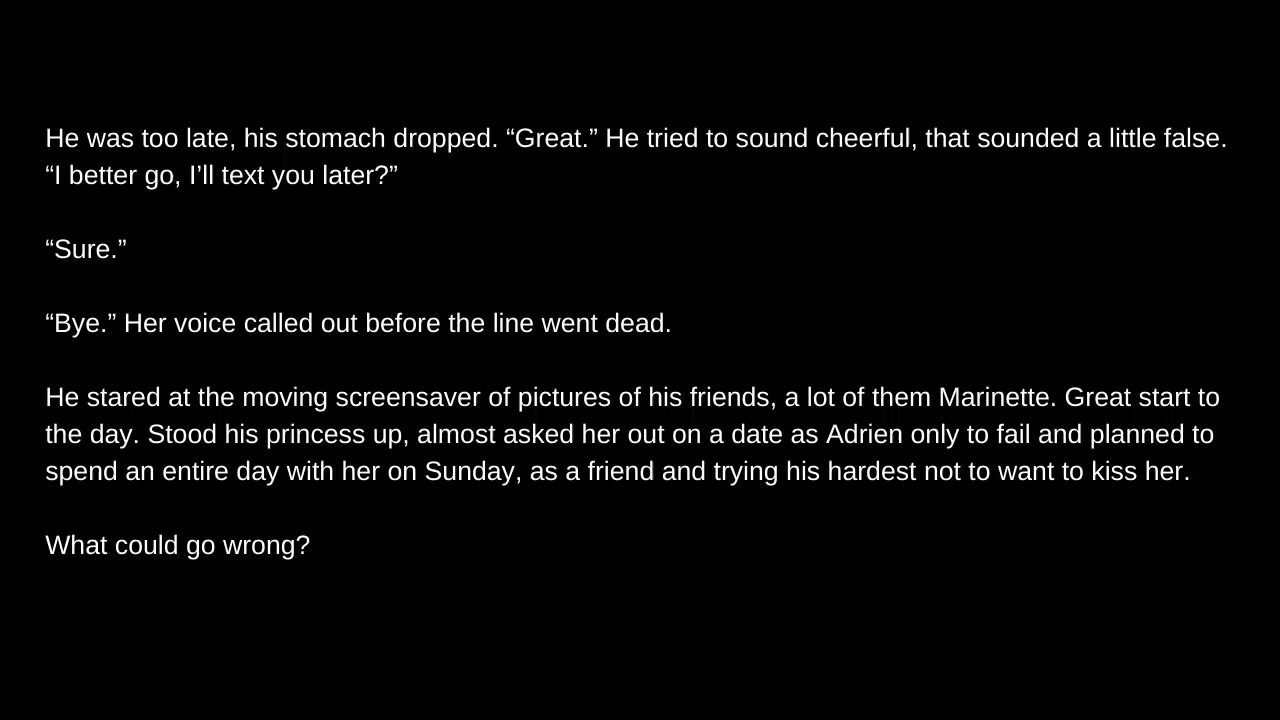 He was too late, his stomach dropped. “Great.” He tried to sound cheerful, that sounded a little false.
“I better go, I’ll text you later?”
“Sure.”
“Bye.” Her voice called out before the line went dead.
He stared at the moving screensaver of pictures of his friends, a lot of them Marinette. Great start to
the day. Stood his princess up, almost asked her out on a date as Adrien only to fail and planned to
spend an entire day with her on Sunday, as a friend and trying his hardest not to want to kiss her.
What could go wrong?